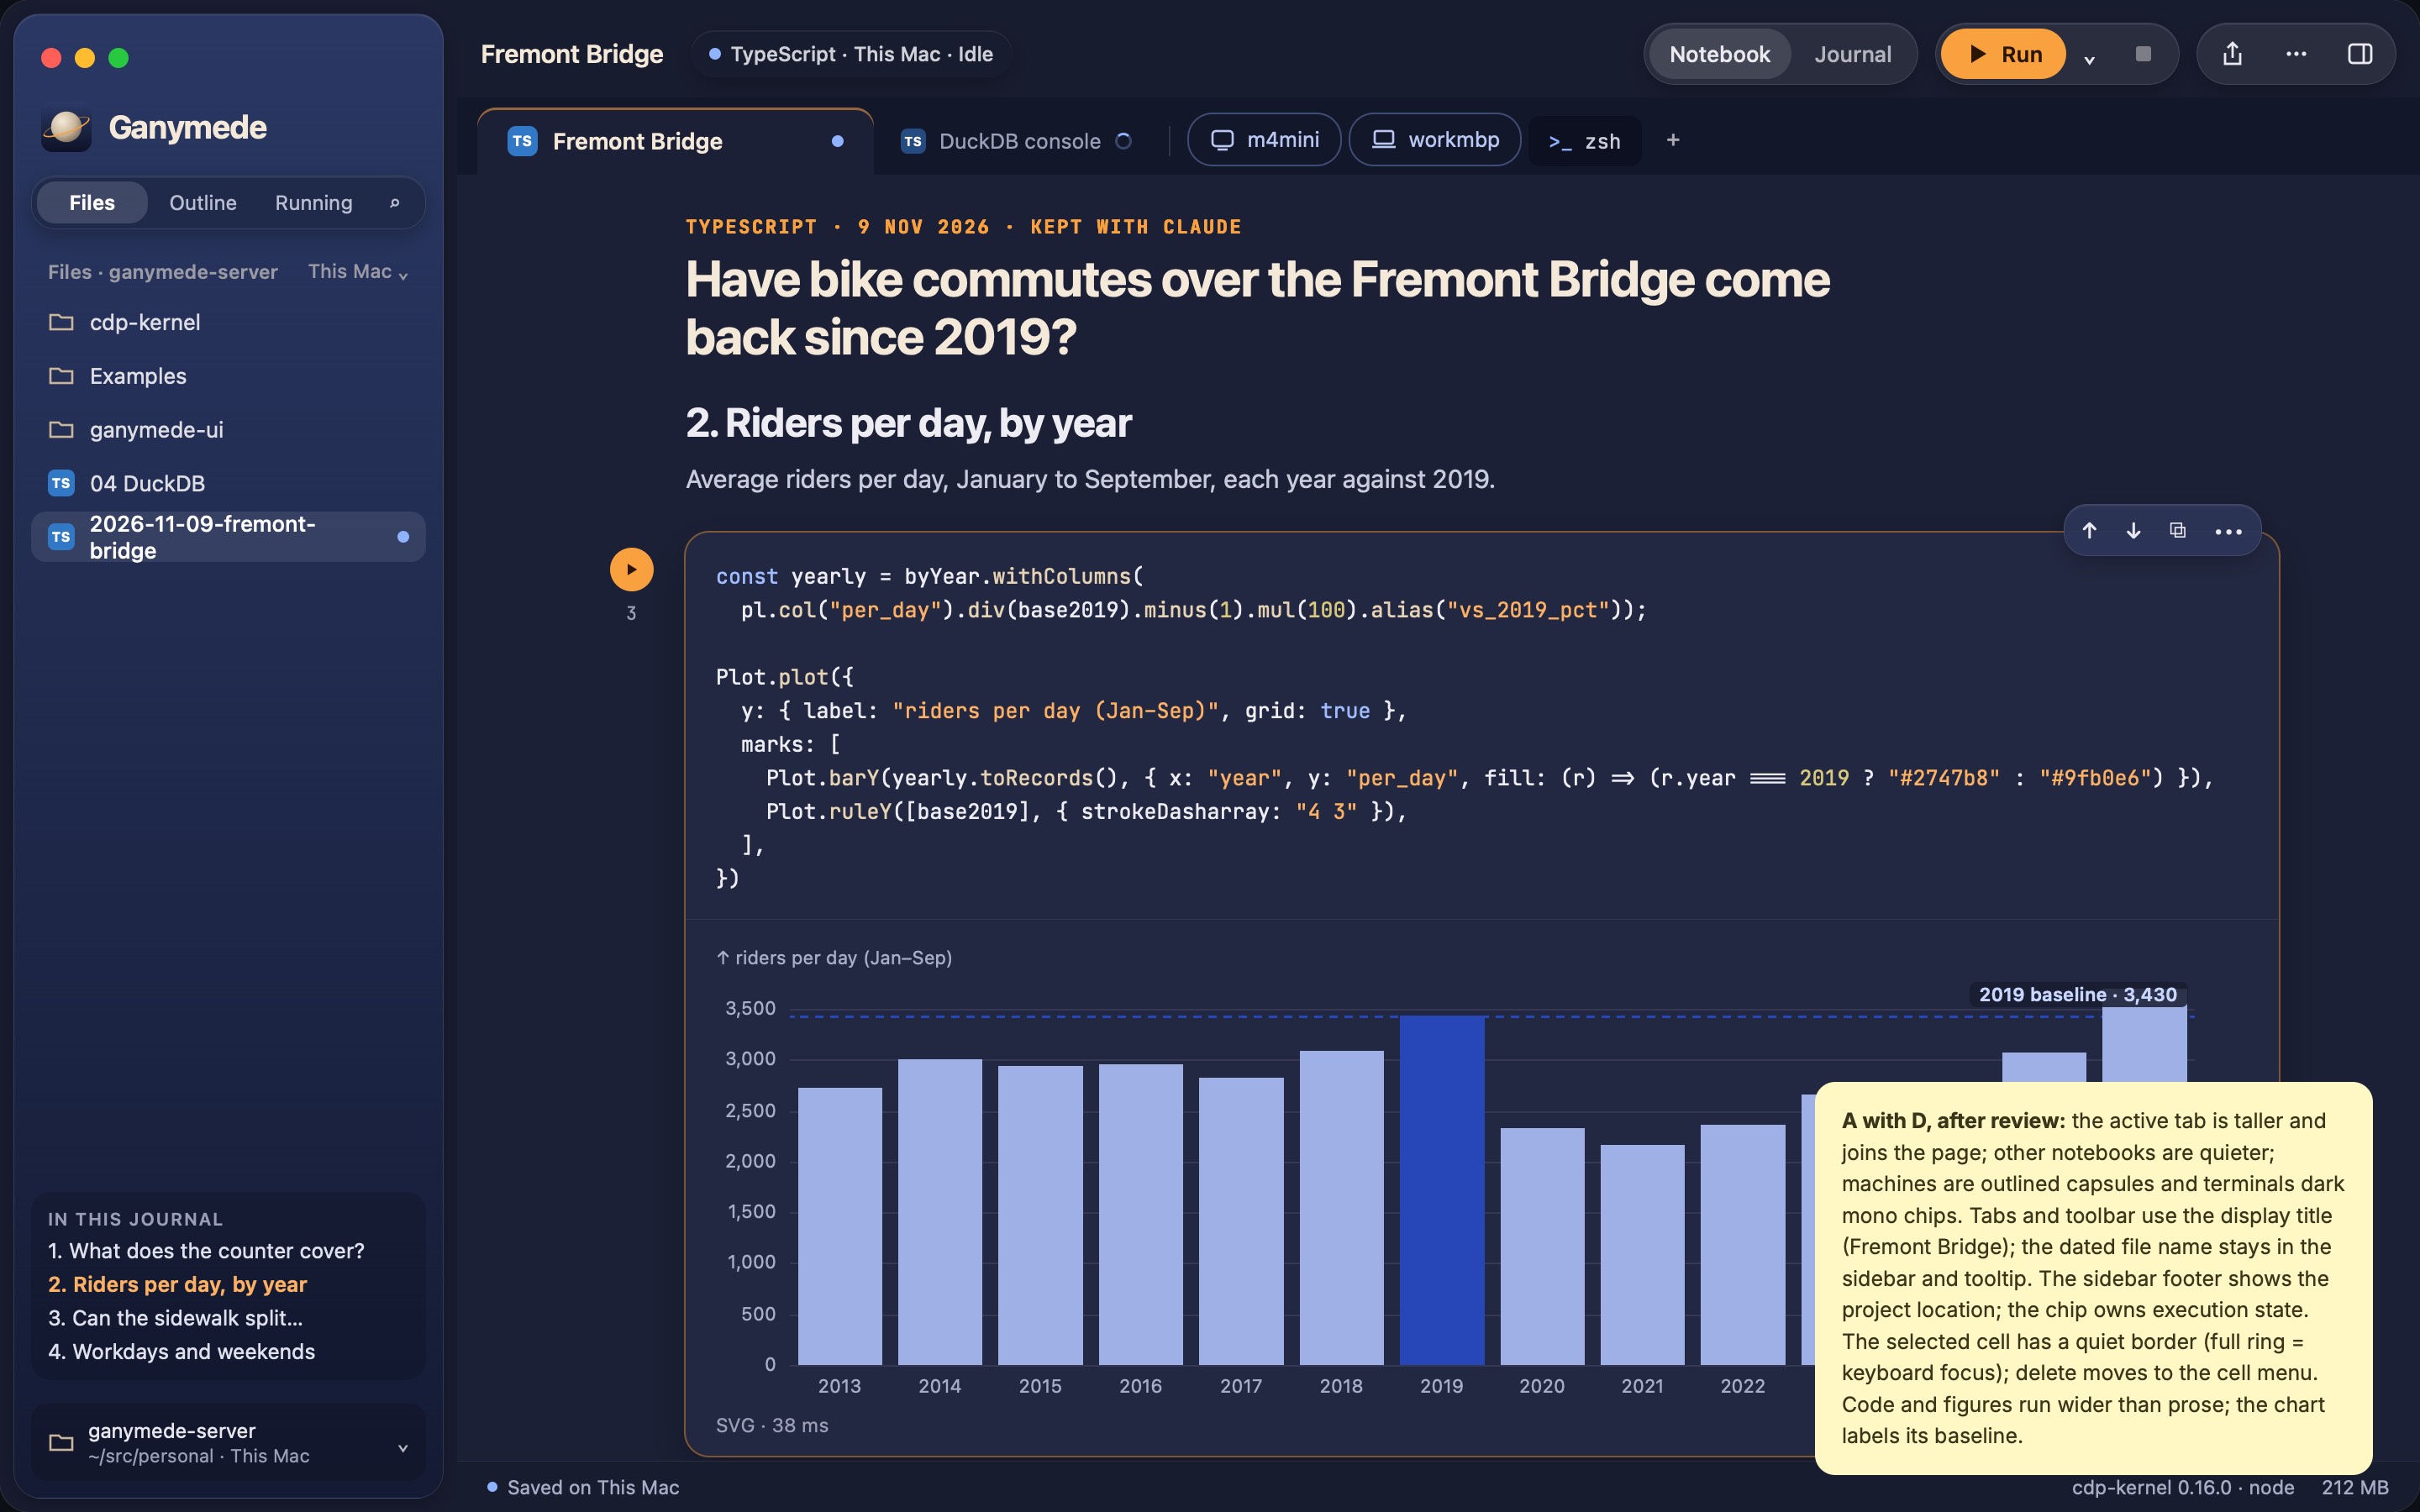 Fremont Bridge
TypeScript · This Mac · Idle
Notebook
Journal
Run
Ganymede
Files
Outline
Running
Files · ganymede-server
This Mac
cdp-kernel
Examples
ganymede-ui
TS 04 DuckDB
TS 2026-11-09-fremont-
bridge
IN THIS JOURNAL
1. What does the counter cover?
2. Riders per day, by year
3. Can the sidewalk split…
4. Workdays and weekends
ganymede-server
~/src/personal · This Mac
TS Fremont Bridge
TS DuckDB console
m4mini
workmbp
>_ zsh
+
TYPESCRIPT · 9 NOV 2026 · KEPT WITH CLAUDE
Have bike commutes over the Fremont Bridge come
back since 2019?
2. Riders per day, by year
Average riders per day, January to September, each year against 2019.
3
const yearly = byYear.withColumns(
  pl.col("per_day").div(base2019).minus(1).mul(100).alias("vs_2019_pct"));
Plot.plot({
  y: { label: "riders per day (Jan–Sep)", grid: true },
  marks: [
    Plot.barY(yearly.toRecords(), { x: "year", y: "per_day", fill: (r) => (r.year === 2019 ? "#2747b8" : "#9fb0e6") }),
    Plot.ruleY([base2019], { strokeDasharray: "4 3" }),
  ],
})
↑ riders per day (Jan–Sep)
2019 baseline · 3,430
3,500
3,000
2,500
2,000
1,500
1,000
500
0
2013 2014 2015 2016 2017 2018 2019 2020 2021 2022
SVG · 38 ms
A with D, after review: the active tab is taller and
joins the page; other notebooks are quieter;
machines are outlined capsules and terminals dark
mono chips. Tabs and toolbar use the display title
(Fremont Bridge); the dated file name stays in the
sidebar and tooltip. The sidebar footer shows the
project location; the chip owns execution state.
The selected cell has a quiet border (full ring =
keyboard focus); delete moves to the cell menu.
Code and figures run wider than prose; the chart
labels its baseline.
Saved on This Mac
cdp-kernel 0.16.0 · node
212 MB